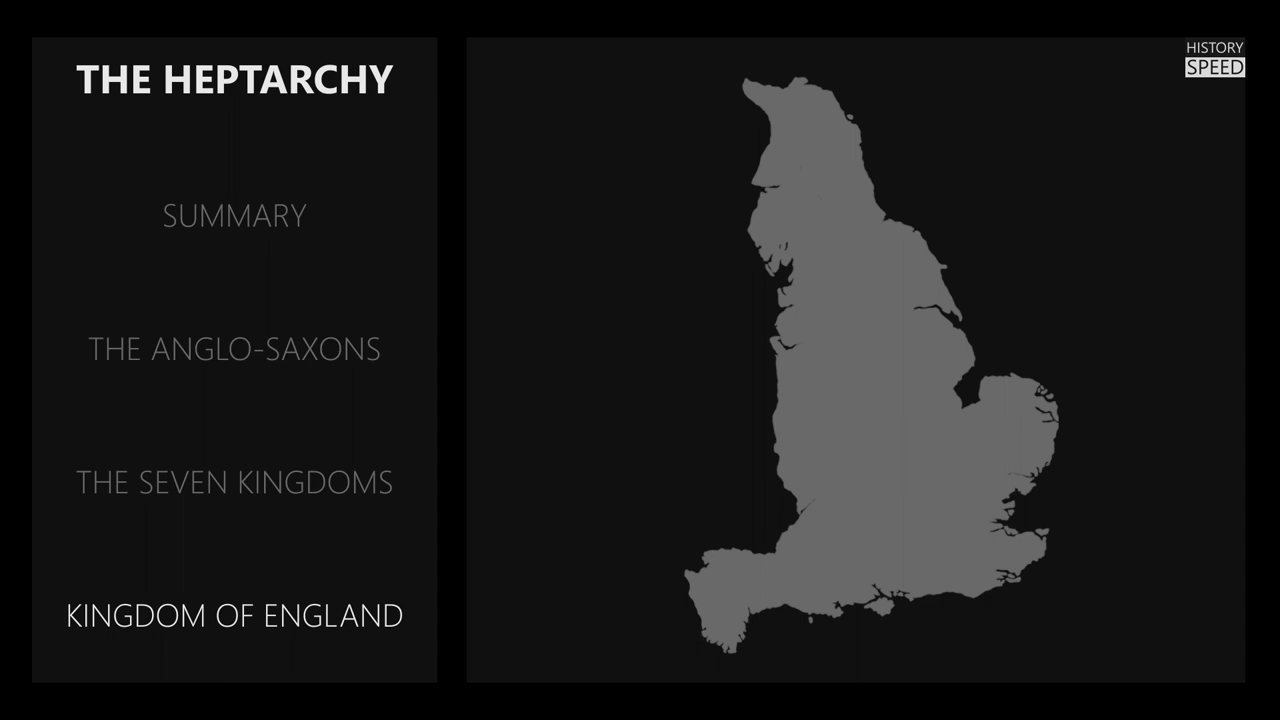 THE HEPTARCHY
SUMMARY
THE ANGLO-SAXONS
THE SEVEN KINGDOMS
KINGDOM OF ENGLAND
HISTORY
SPEED